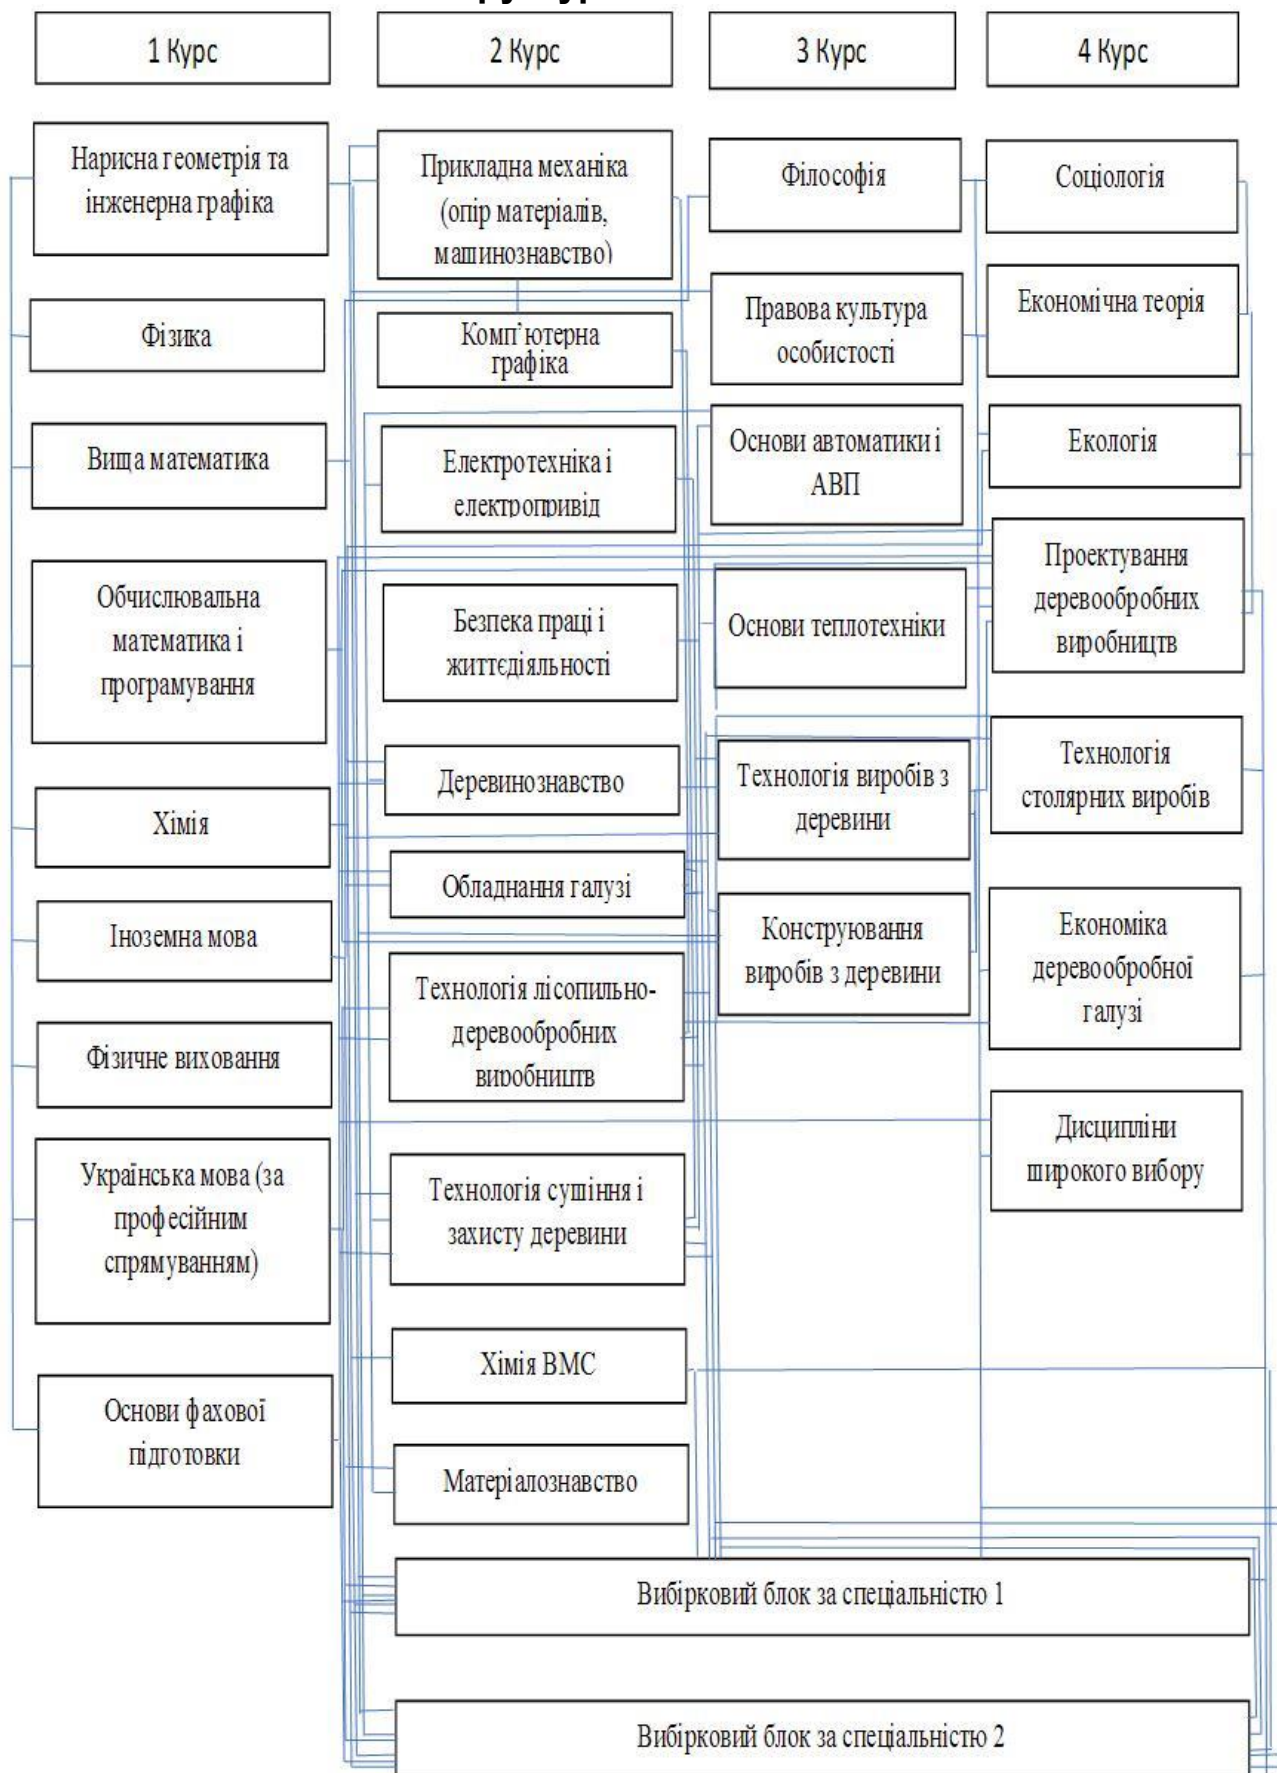 1 Курс
2 Курс
3 Курс
4 Курс
Нарисна геометрія та
інженерна графіка
Фізика
Вища математика
Обчислювальна
математика і
програмування
Хімія
Іноземна мова
Фізичне виховання
Українська мова (за
професійним
спрямуванням)
Основи фахової
підготовки
Прикладна механіка
(опір матеріалів,
машинознавство)
Комп’ютерна
графіка
Електротехніка і
електропривід
Безпека праці і
життєдіяльності
Деревинознавство
Обладнання галузі
Технологія лісопильно-
деревообробних
виробництв
Технологія сушіння і
захисту деревини
Хімія ВМС
Матеріалознавство
Філософія
Правова культура
особистості
Основи автоматики і
АВП
Основи теплотехніки
Технологія виробів з
деревини
Конструювання
виробів з деревини
Соціологія
Економічна теорія
Екологія
Проектування
деревообробних
виробництв
Технологія
столярних виробів
Економіка
деревообробної
галузі
Дисципліни
широкого вибору
Вибірковий блок за спеціальністю 1
Вибірковий блок за спеціальністю 2